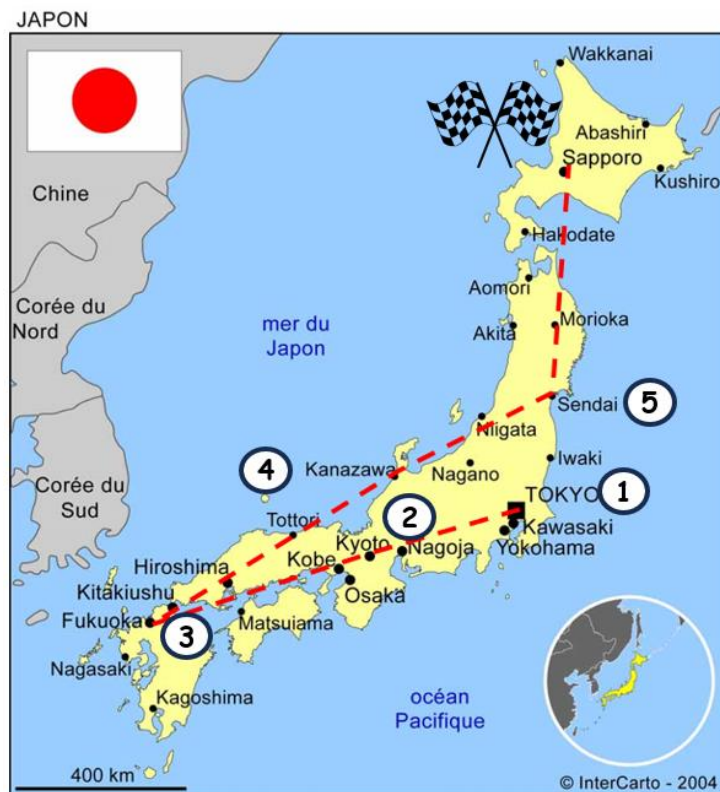 JAPON
Wakkanai
Abashiri
Sapporo
Kushiro
Chine
Hakodate
Aomori
Corée du
Nord
mer du
Japon
Akita
Morioka
Sendai
5
Niigata
4
Kanazawa
Nagano
Iwaki
Corée du
Sud
TOKYO
1
2
Tottori
Kawasaki
Kyoto
Nagoja
Yokohama
Hiroshima
Kobe
Osaka
Kitakiushu
Fukuoka
3
Matsuiama
Nagasaki
Kagoshima
océan
Pacifique
400 km
© InterCarto - 2004